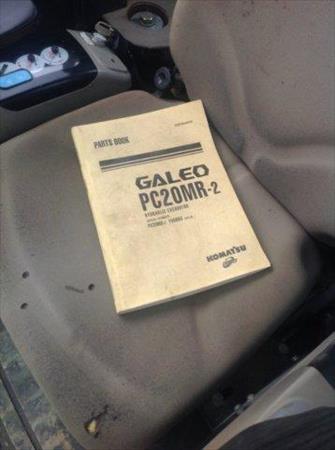 PARTS BOOK
GALEO
PC20MR-2
HYDRAULIC EXCAVATOR
KOMATSU